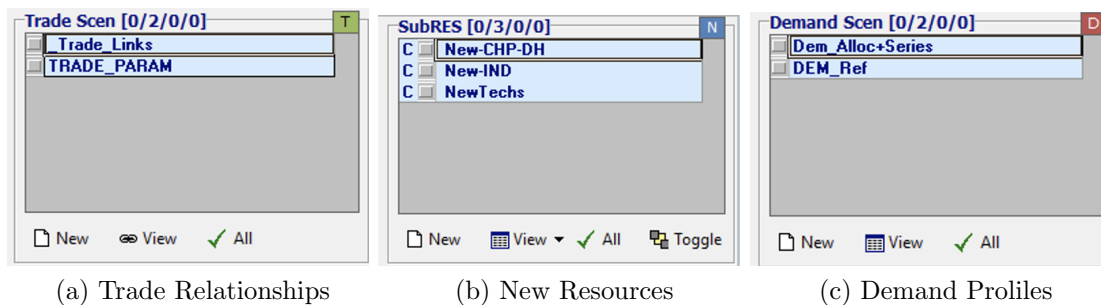 Trade Scen [0/2/0/0]
T
_Trade_Links
TRADE_PARAM
New View All
(a) Trade Relationships
SubRES [0/3/0/0]
N
C New-CHP-DH
C New-IND
C NewTechs
New View All Toggle
(b) New Resources
Demand Scen [0/2/0/0]
D
Dem_Alloc+Series
DEM_Ref
New View All
(c) Demand Proliles